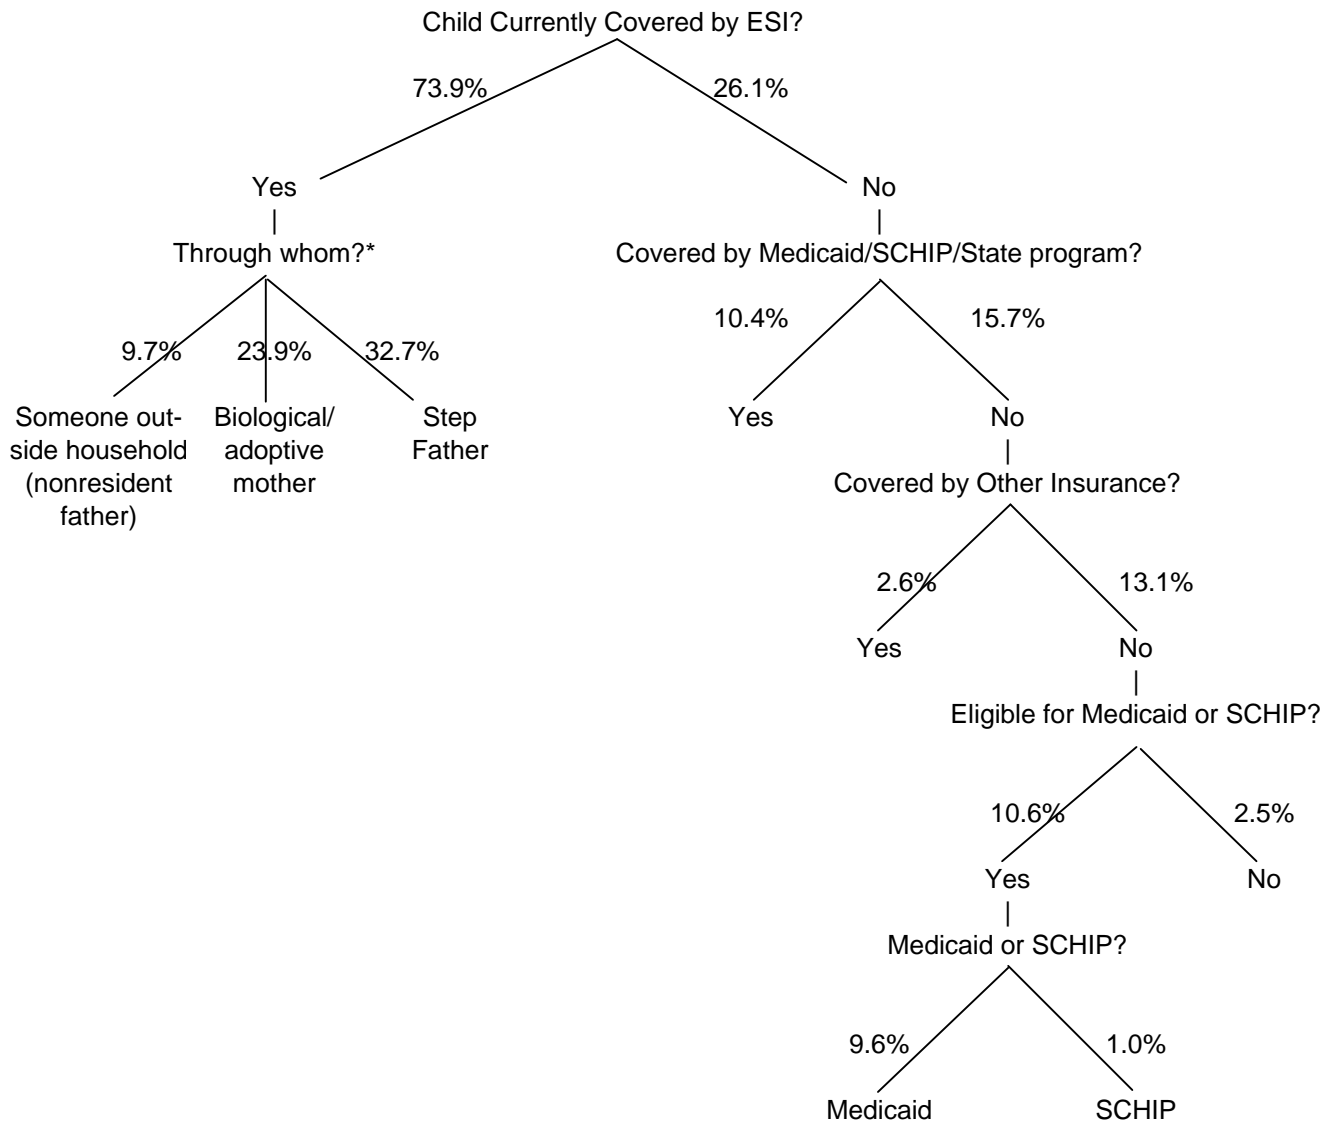 Child Currently Covered by ESI?
73.9%
26.1%
Yes
No
Through whom?*
Covered by Medicaid/SCHIP/State program?
10.4%
15.7%
9.7%
23.9%
32.7%
Someone out-
side household
(nonresident
father)
Biological/
adoptive
mother
Step
Father
Yes
No
Covered by Other Insurance?
2.6%
13.1%
Yes
No
Eligible for Medicaid or SCHIP?
10.6%
2.5%
Yes
No
Medicaid or SCHIP?
9.6%
1.0%
Medicaid
SCHIP